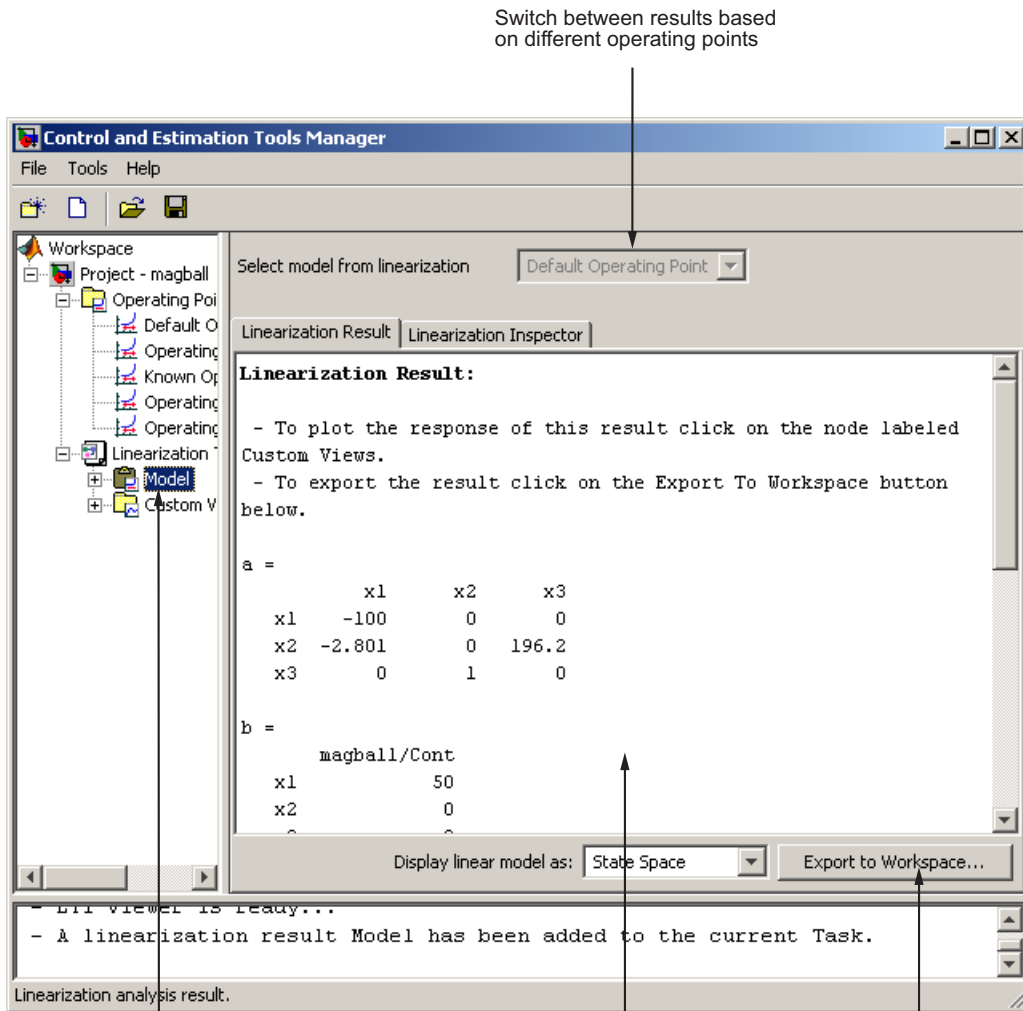 Switch between results based
on different operating points
Control and Estimation Tools Manager
File Tools Help
Workspace
Project - magball
Operating Poi
Default O
Operating
Known Op
Operating
Operating
Linearization
Model
Custom V
Select model from linearization Default Operating Point
Linearization Result Linearization Inspector
Linearization Result:
- To plot the response of this result click on the node labeled
Custom Views.
- To export the result click on the Export To Workspace button
below.
a =
x1 x2 x3
x1 -100 0 0
x2 -2.801 0 196.2
x3 0 1 0
b =
magball/Cont
x1 50
x2 0
Display linear model as: State Space Export to Workspace...
- LTI Viewer is ready...
- A linearization result Model has been added to the current Task.
Linearization analysis result.